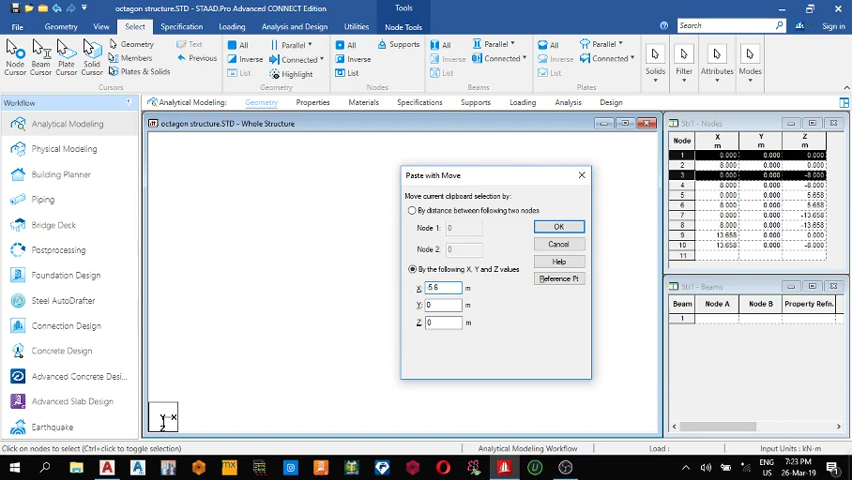 octagon structure.STD - STAAD.Pro Advanced CONNECT Edition
Tools
File Geometry Select Specification Loading Analysis and Design Utilities Node Tools Search Sign in
Node Cursor
Beam Cursor
Plate Cursor
Solid Cursor
Geometry
Members
Plates & Solids
Text
Previous
Cursors
All
Inverse
List
Parallel
Connected
Highlight
Nodes
All
Inverse
List
Supports
All
Inverse
List
Parallel
Connected
Beams
All
Inverse
List
Parallel
Connected
Plates
Solids
Filter
Attributes
Modes
Workflow
Analytical Modeling: Geometry Properties Materials Specifications Supports Loading Analysis Design
Analytical Modeling
Physical Modeling
Building Planner
Piping
Bridge Deck
Postprocessing
Foundation Design
Steel AutoDrafter
Connection Design
Concrete Design
Advanced Concrete Desi...
Advanced Slab Design
Earthquake
octagon structure.STD - Whole Structure
Paste with Move
Move current clipboard selection by:
By distance between following two nodes
Node 1: 0
Node 2: 0
By the following X, Y and Z values
X: -5.6 m
Y: 0 m
Z: 0 m
OK
Cancel
Help
Reference Pt
Y X
Z
Str1 - Nodes
Node X m Y m Z m
1 0.000 0.000 0.000
2 8.000 0.000 0.000
3 0.000 0.000 -8.000
4 8.000 0.000 -8.000
5 0.000 0.000 5.658
6 8.000 0.000 5.658
7 0.000 0.000 -13.658
8 8.000 0.000 -13.658
9 13.658 0.000 0.000
10 13.658 0.000 -8.000
11
Str1 - Beams
Beam Node A Node B Property Refn.
1
Click on nodes to select (Ctrl+click to toggle selection)
Analytical Modeling Workflow
Load :
Input Units : kN-m
ENG
US
7:23 PM
26-Mar-19